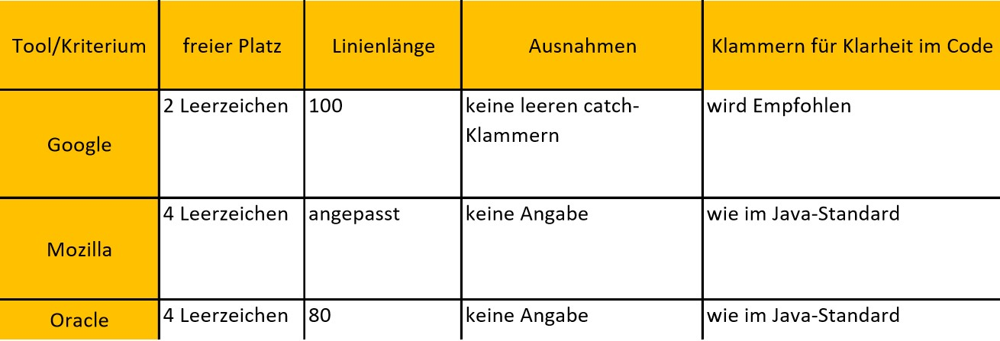 Tool/Kriterium freier Platz Linienlänge Ausnahmen Klammern für Klarheit im Code
Google 2 Leerzeichen 100 keine leeren catch-
Klammern wird Empfohlen
Mozilla 4 Leerzeichen angepasst keine Angabe wie im Java-Standard
Oracle 4 Leerzeichen 80 keine Angabe wie im Java-Standard